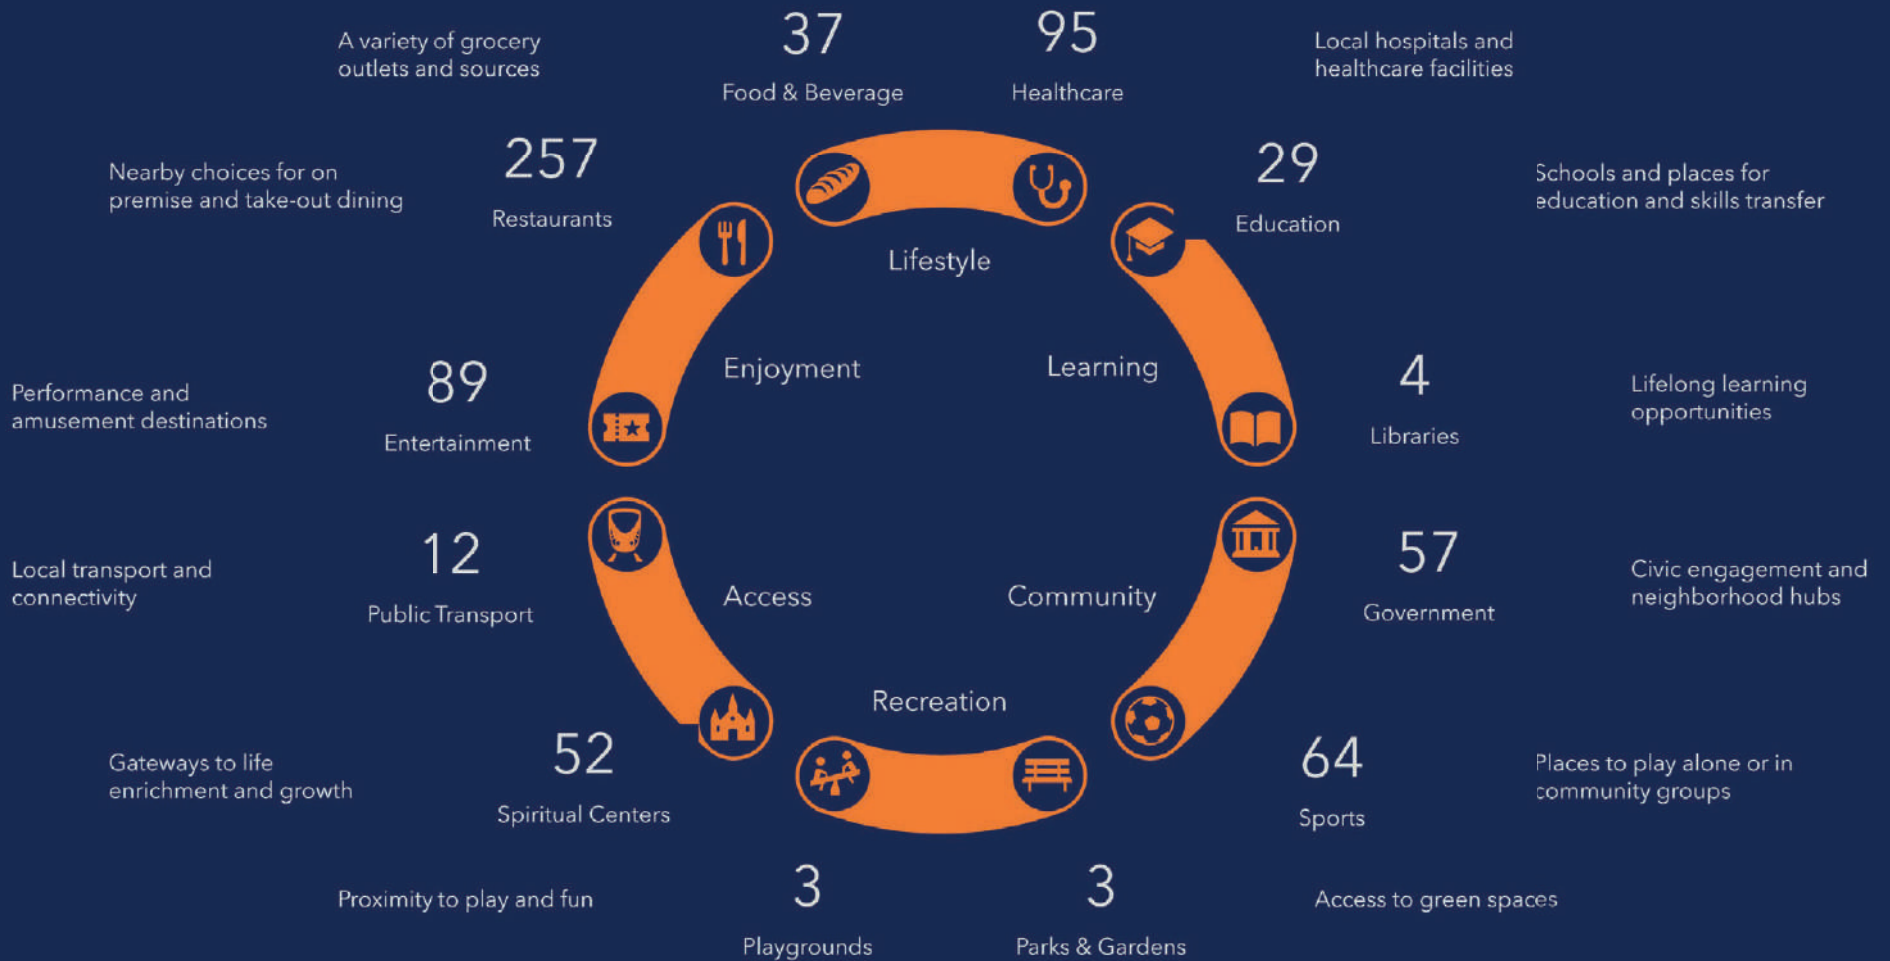 A variety of grocery
outlets and sources
37
Food & Beverage
95
Healthcare
Local hospitals and
healthcare facilities
Nearby choices for on
premise and take-out dining
257
Restaurants
29
Education
Schools and places for
education and skills transfer
Lifestyle
Enjoyment
Learning
Performance and
amusement destinations
89
Entertainment
4
Libraries
Lifelong learning
opportunities
Local transport and
connectivity
12
Public Transport
Access
Community
57
Government
Civic engagement and
neighborhood hubs
Recreation
Gateways to life
enrichment and growth
52
Spiritual Centers
64
Sports
Places to play alone or in
community groups
Proximity to play and fun
3
Playgrounds
3
Parks & Gardens
Access to green spaces